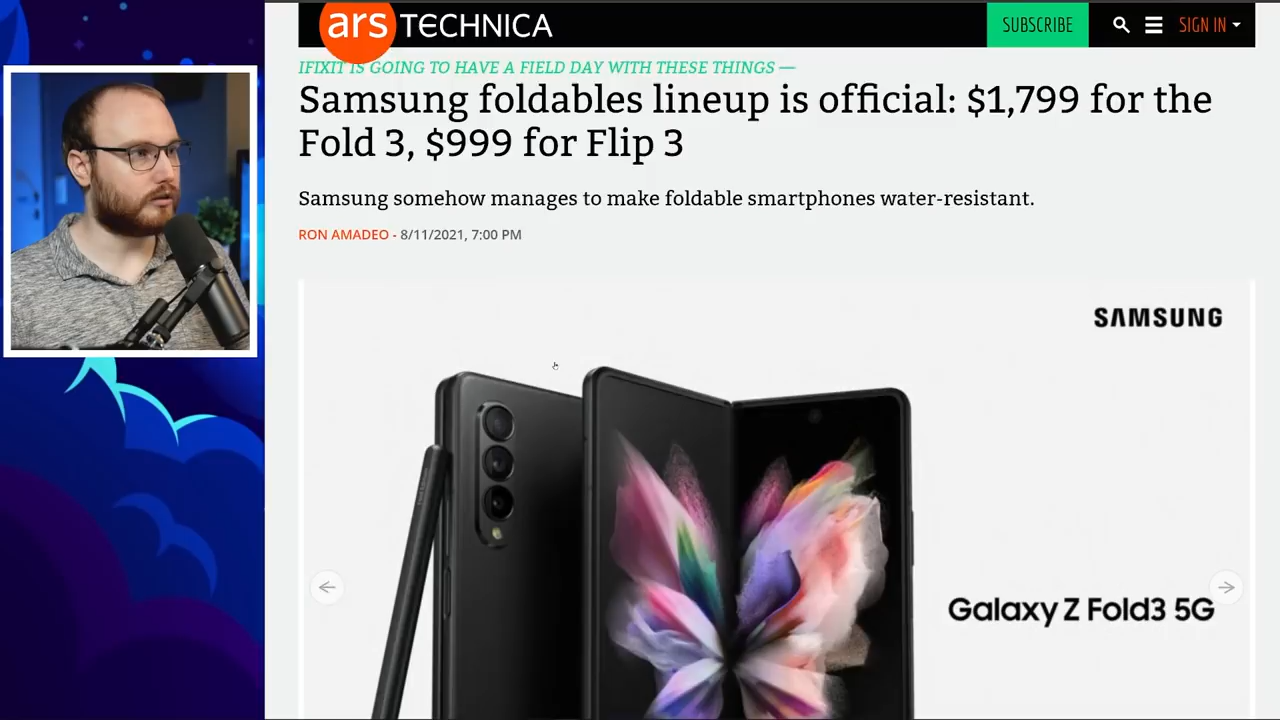 ars TECHNICA
SUBSCRIBE
SIGN IN
IFIXIT IS GOING TO HAVE A FIELD DAY WITH THESE THINGS —
Samsung foldables lineup is official: $1,799 for the
Fold 3, $999 for Flip 3
Samsung somehow manages to make foldable smartphones water-resistant.
RON AMADEO - 8/11/2021, 7:00 PM
SAMSUNG
Galaxy Z Fold3 5G